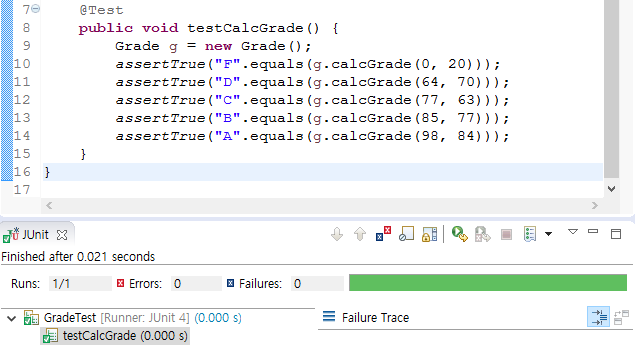 7 @Test
8 public void testCalcGrade() {
9 Grade g = new Grade();
10 assertTrue("F".equals(g.calcGrade(0, 20)));
11 assertTrue("D".equals(g.calcGrade(64, 70)));
12 assertTrue("C".equals(g.calcGrade(77, 63)));
13 assertTrue("B".equals(g.calcGrade(85, 77)));
14 assertTrue("A".equals(g.calcGrade(98, 84)));
15 }
16 }
17
JUnit
Finished after 0.021 seconds
Runs: 1/1 Errors: 0 Failures: 0
GradeTest [Runner: JUnit 4] (0.000 s) Failure Trace
testCalcGrade (0.000 s)